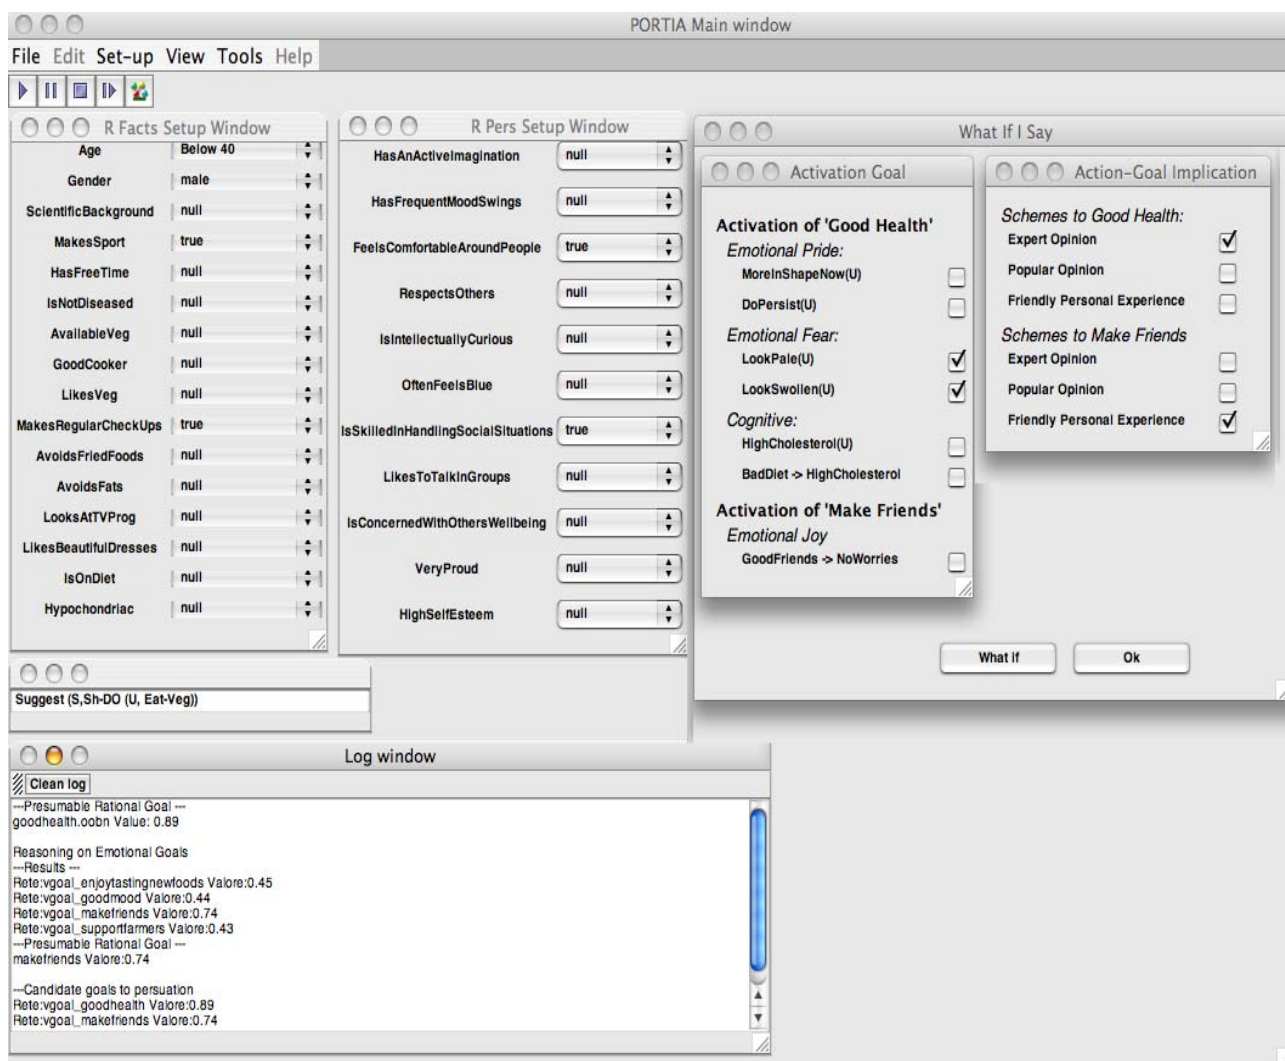 PORTIA Main window
File Edit Set-up View Tools Help
R Facts Setup Window
Age Below 40
Gender male
ScientificBackground null
MakesSport true
HasFreeTime null
IsNotDiseased null
AvailableVeg null
GoodCooker null
LikesVeg null
MakesRegularCheckUps true
AvoidsFriedFoods null
AvoidsFats null
LooksAtTVProg null
LikesBeautifulDresses null
IsOnDiet null
Hypochondriac null
R Pers Setup Window
HasAnActiveImagination null
HasFrequentMoodSwings null
FeelsComfortableAroundPeople true
RespectsOthers null
IsIntellectuallyCurious null
OftenFeelsBlue null
IsSkilledInHandlingSocialSituations true
LikesToTalkInGroups null
IsConcernedWithOthersWellbeing null
VeryProud null
HighSelfEsteem null
What If I Say
Activation Goal
Activation of 'Good Health'
Emotional Pride:
MoreInShapeNow(U)
DoPersist(U)
Emotional Fear:
LookPale(U)
LookSwollen(U)
Cognitive:
HighCholesterol(U)
BadDiet -> HighCholesterol
Activation of 'Make Friends'
Emotional Joy
GoodFriends -> NoWorries
Action-Goal Implication
Schemes to Good Health:
Expert Opinion
Popular Opinion
Friendly Personal Experience
Schemes to Make Friends
Expert Opinion
Popular Opinion
Friendly Personal Experience
What if Ok
Suggest (S,Sh-DO (U, Eat-Veg))
Log window
Clean log
---Presumable Rational Goal ---
goodhealth.oobn Value: 0.89
Reasoning on Emotional Goals
---Results ---
Rete:vgoal_enjoytastingnewfoods Valore:0.45
Rete:vgoal_goodmood Valore:0.44
Rete:vgoal_makefriends Valore:0.74
Rete:vgoal_supportfarmers Valore:0.43
---Presumable Rational Goal ---
makefriends Valore:0.74
---Candidate goals to persuation
Rete:vgoal_goodhealth Valore:0.89
Rete:vgoal_makefriends Valore:0.74